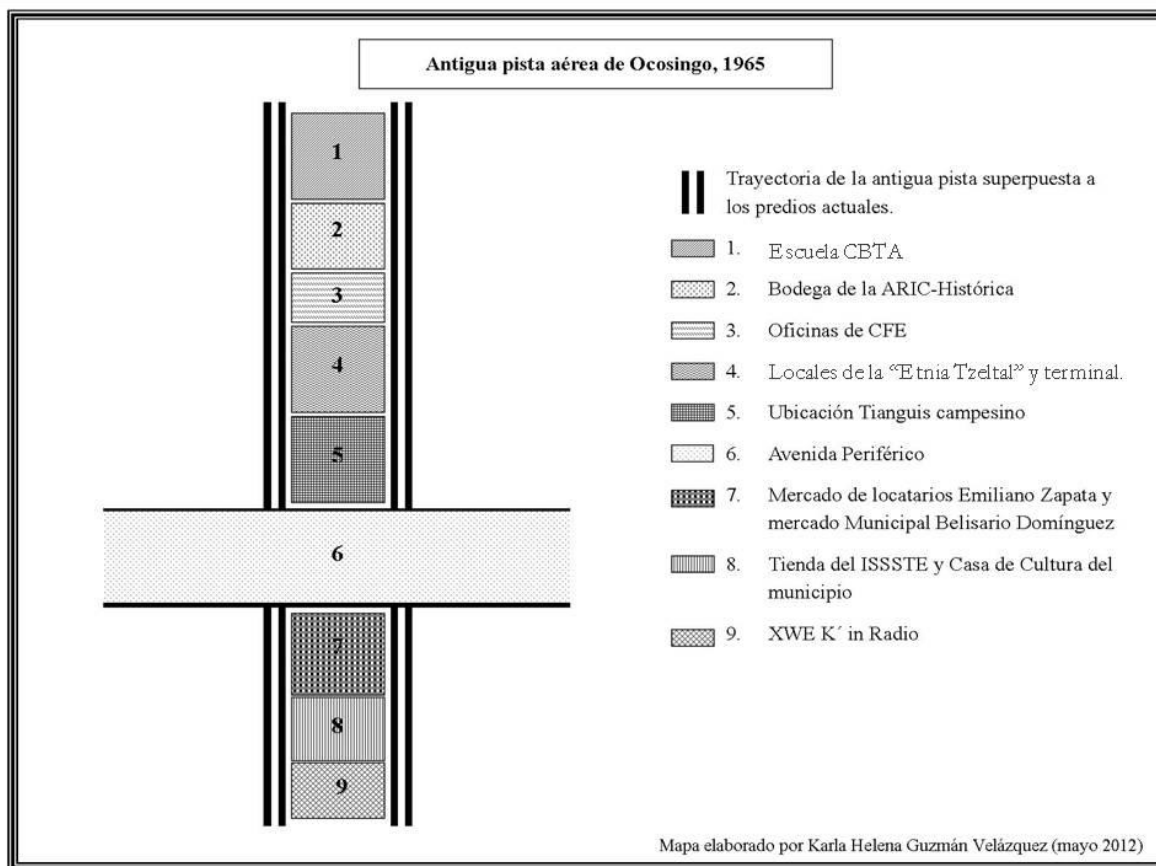 Antigua pista aérea de Ocosingo, 1965
1
2
3
4
5
6
7
8
9
Trayectoria de la antigua pista superpuesta a
los predios actuales.
1. Escuela CBTA
2. Bodega de la ARIC-Histórica
3. Oficinas de CFE
4. Locales de la “Etnia Tzeltal” y terminal.
5. Ubicación Tianguis campesino
6. Avenida Periférico
7. Mercado de locatarios Emiliano Zapata y
mercado Municipal Belisario Domínguez
8. Tienda del ISSSTE y Casa de Cultura del
municipio
9. XWE K´ in Radio
Mapa elaborado por Karla Helena Guzmán Velázquez (mayo 2012)